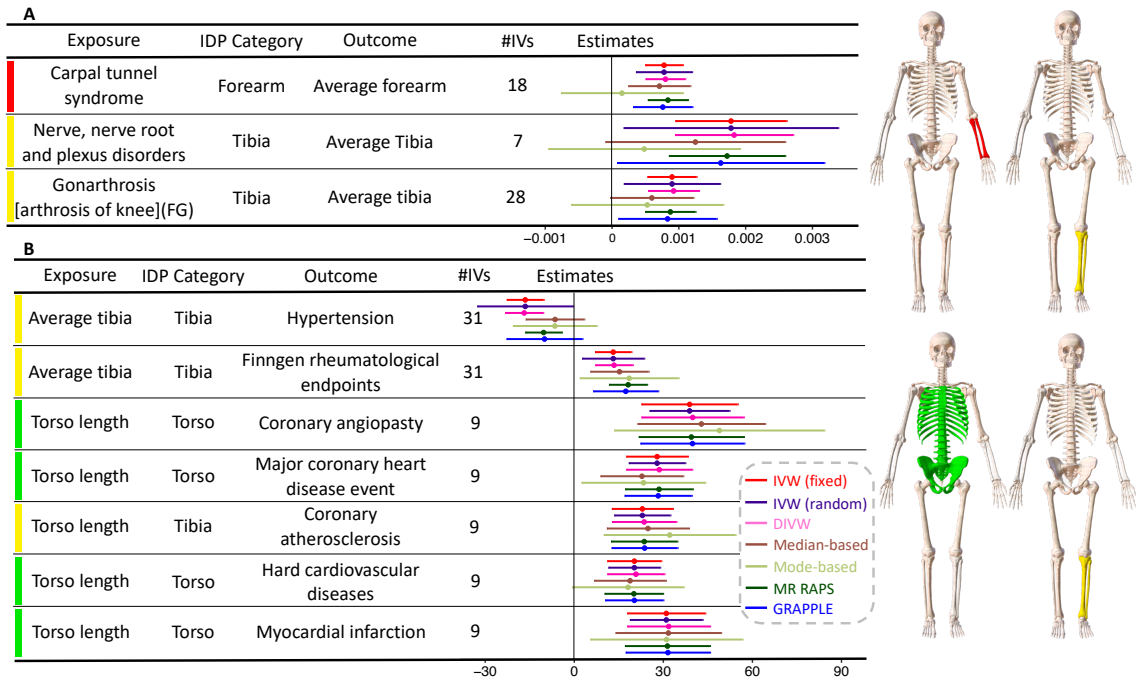 A
Exposure IDP Category Outcome #IVs Estimates
Carpal tunnel
syndrome
Forearm Average forearm 18
Nerve, nerve root
and plexus disorders
Tibia Average Tibia 7
Gonarthrosis
[arthrosis of knee](FG)
Tibia Average tibia 28
−0.001 0 0.001 0.002 0.003
B
Exposure IDP Category Outcome #IVs Estimates
Average tibia Tibia Hypertension 31
Average tibia Tibia Finngen rheumatological
endpoints
31
Torso length Torso Coronary angiopasty 9
Torso length Torso Major coronary heart
disease event
9
Torso length Tibia Coronary
atherosclerosis
9
Torso length Torso Hard cardiovascular
diseases
9
Torso length Torso Myocardial infarction 9
−30 0 30 60 90
IVW (fixed)
IVW (random)
DIVW
Median-based
Mode-based
MR RAPS
GRAPPLE